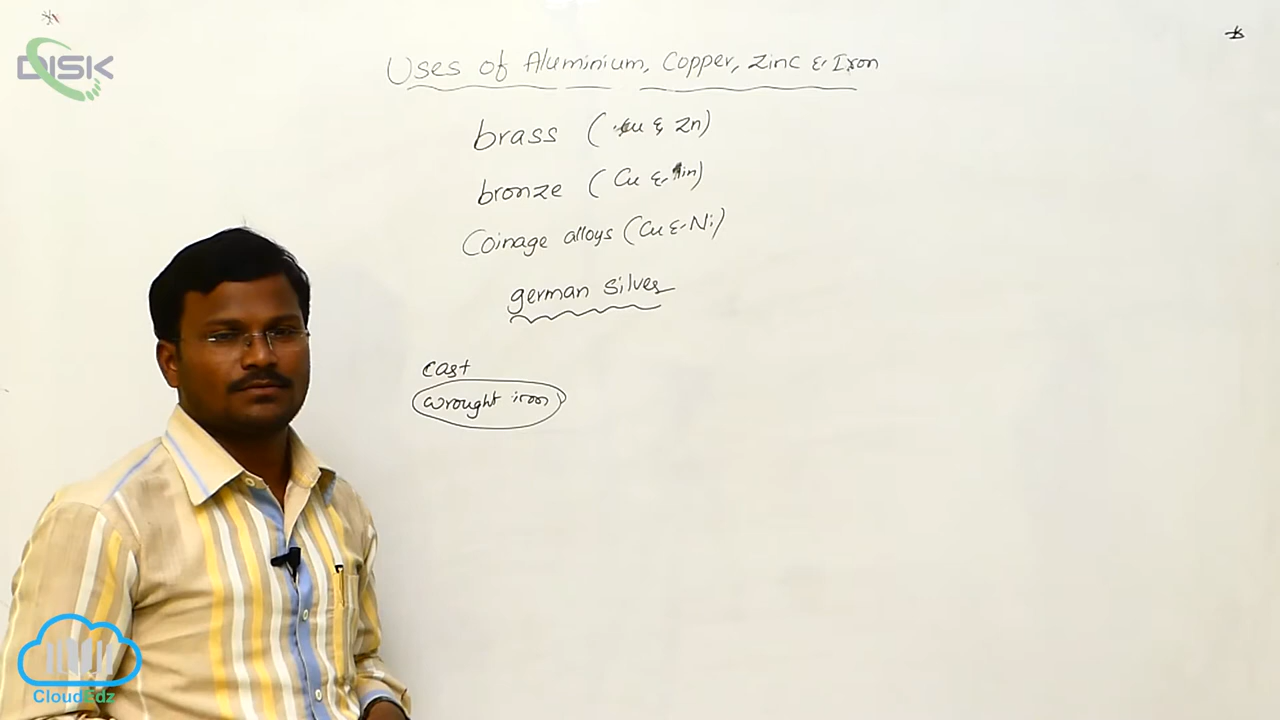 DISK
Uses of Aluminium, Copper, Zinc & Iron
brass (Cu & Zn)
bronze (Cu & Tin)
Coinage alloys (Cu & Ni)
german silver
cast
wrought iron
CloudEdz